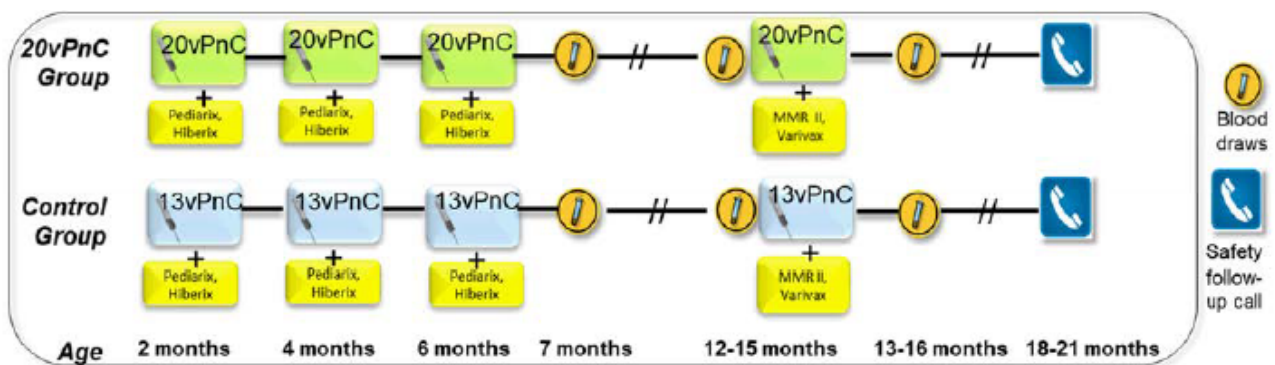 20vPnC
Group
20vPnC
20vPnC
20vPnC
20vPnC
+
+
+
+
Pediarix,
Hiberix
Pediarix,
Hiberix
Pediarix,
Hiberix
MMR II,
Varivax
Blood
draws
Control
Group
13vPnC
13vPnC
13vPnC
13vPnC
+
+
+
+
Pediarix,
Hiberix
Pediarix,
Hiberix
Pediarix,
Hiberix
MMR II,
Varivax
Safety
follow-
up call
Age 2 months 4 months 6 months 7 months 12-15 months 13-16 months 18-21 months